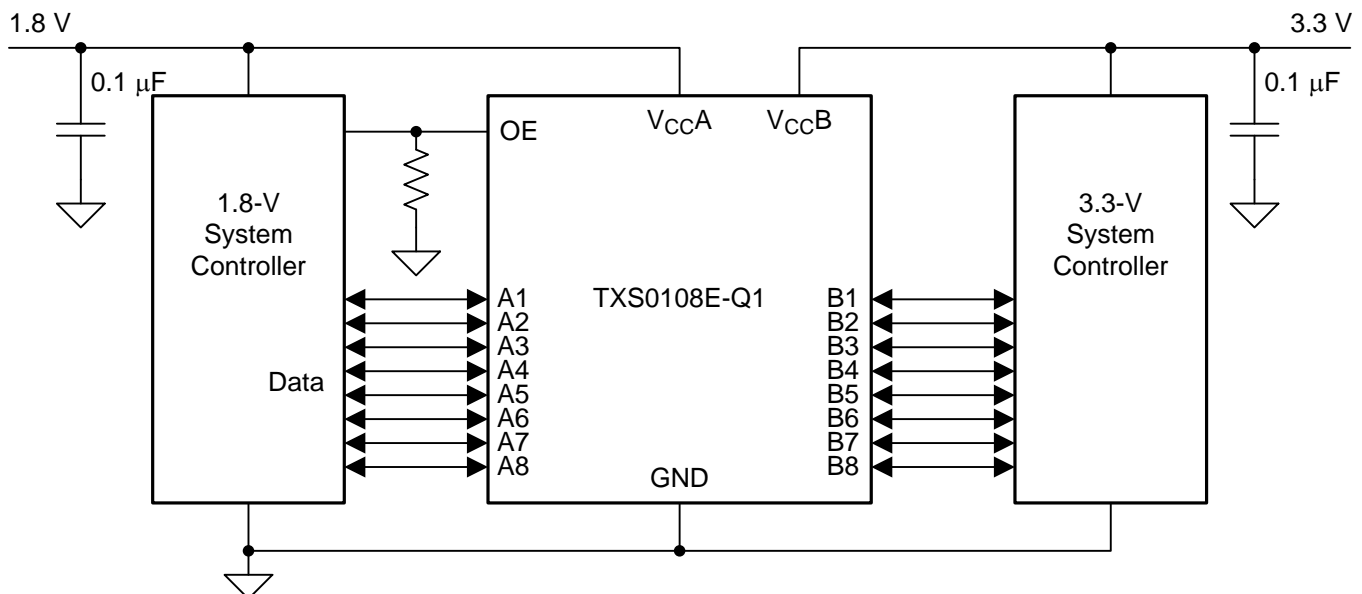 1.8 V
3.3 V
0.1 μF
0.1 μF
VCCA
VCCB
OE
1.8-V
System
Controller
3.3-V
System
Controller
TXS0108E-Q1
Data
A1
A2
A3
A4
A5
A6
A7
A8
B1
B2
B3
B4
B5
B6
B7
B8
GND